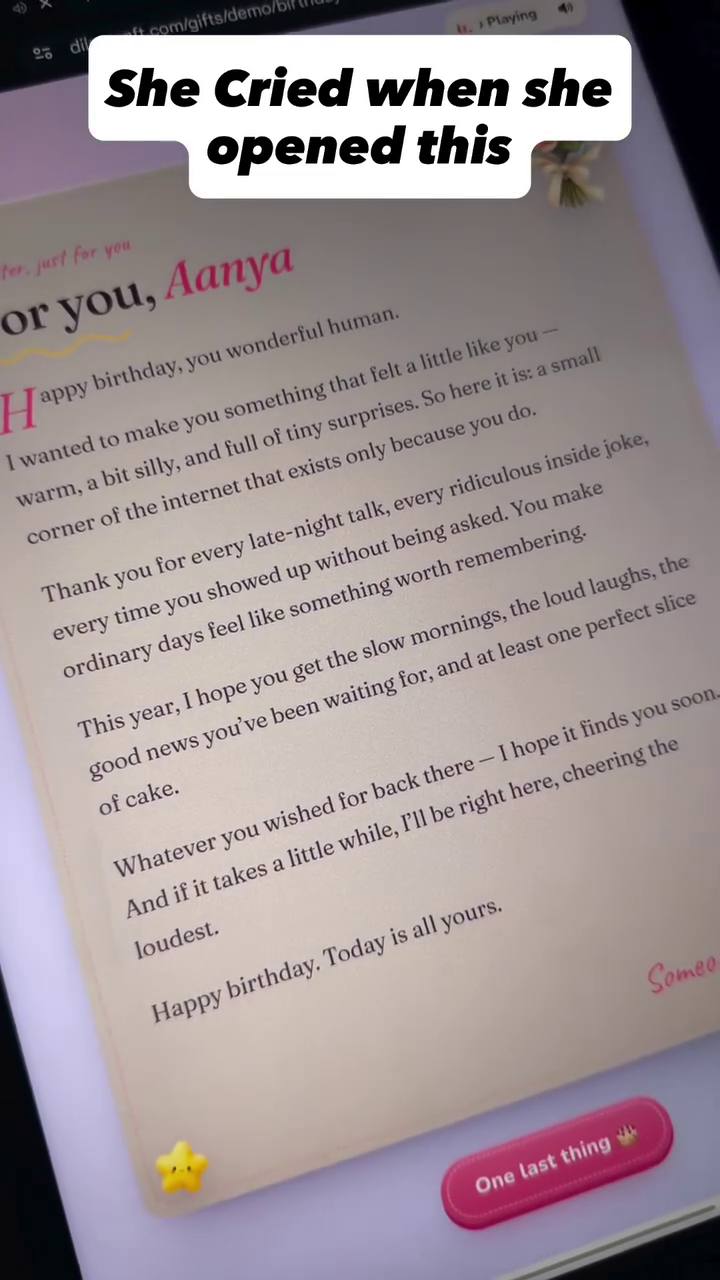 She Cried when she
opened this
ft.com/gifts/demo/birthday
Playing
ter, just for you
or you, Aanya
Happy birthday, you wonderful human.
I wanted to make you something that felt a little like you —
warm, a bit silly, and full of tiny surprises. So here it is: a small
corner of the internet that exists only because you do.
Thank you for every late-night talk, every ridiculous inside joke,
every time you showed up without being asked. You make
ordinary days feel like something worth remembering.
This year, I hope you get the slow mornings, the loud laughs, the
good news you’ve been waiting for, and at least one perfect slice
of cake.
Whatever you wished for back there — I hope it finds you soon.
And if it takes a little while, I’ll be right here, cheering the
loudest.
Happy birthday. Today is all yours.
Someo
One last thing